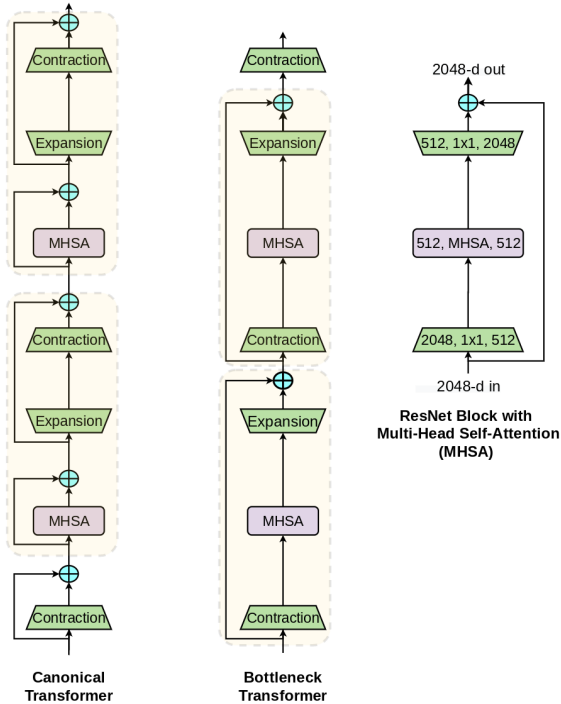 Contraction
Expansion
MHSA
Contraction
Expansion
MHSA
Contraction
Canonical
Transformer
Contraction
Expansion
MHSA
Contraction
Expansion
MHSA
Contraction
Bottleneck
Transformer
2048-d out
512, 1x1, 2048
512, MHSA, 512
2048, 1x1, 512
2048-d in
ResNet Block with
Multi-Head Self-Attention
(MHSA)